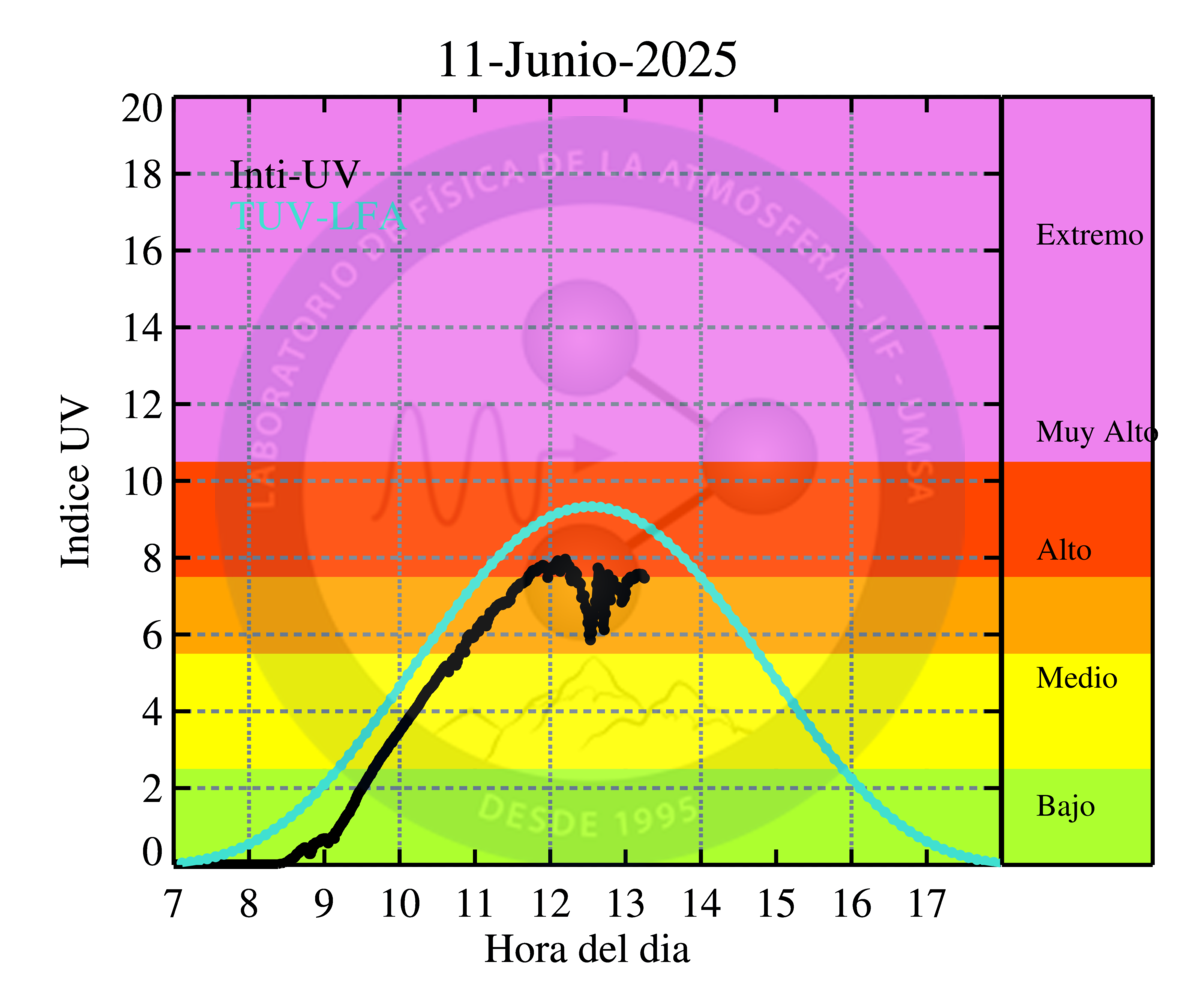 11-Junio-2025
Inti-UV
TUV-LFA
LABORATORIO DE FÍSICA DE LA ATMÓSFERA - IIF - UMSA
DESDE 1995
Indice UV
20
18
16
14
12
10
8
6
4
2
0
Extremo
Muy Alto
Alto
Medio
Bajo
7 8 9 10 11 12 13 14 15 16 17
Hora del dia